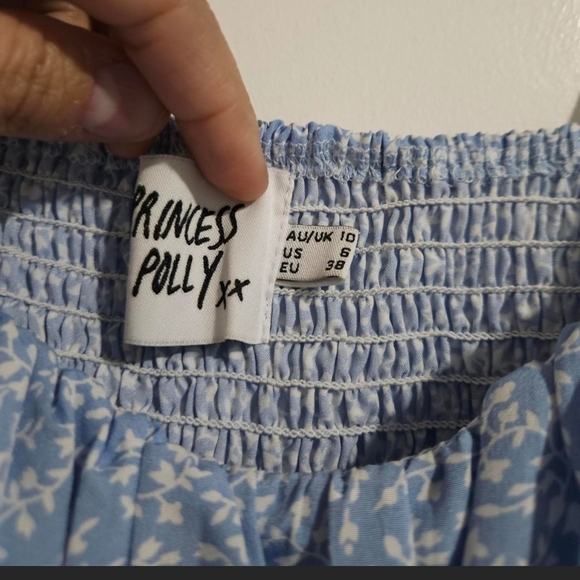 PRINCESS
POLLY xx
AU/UK 10
US 6
EU 38